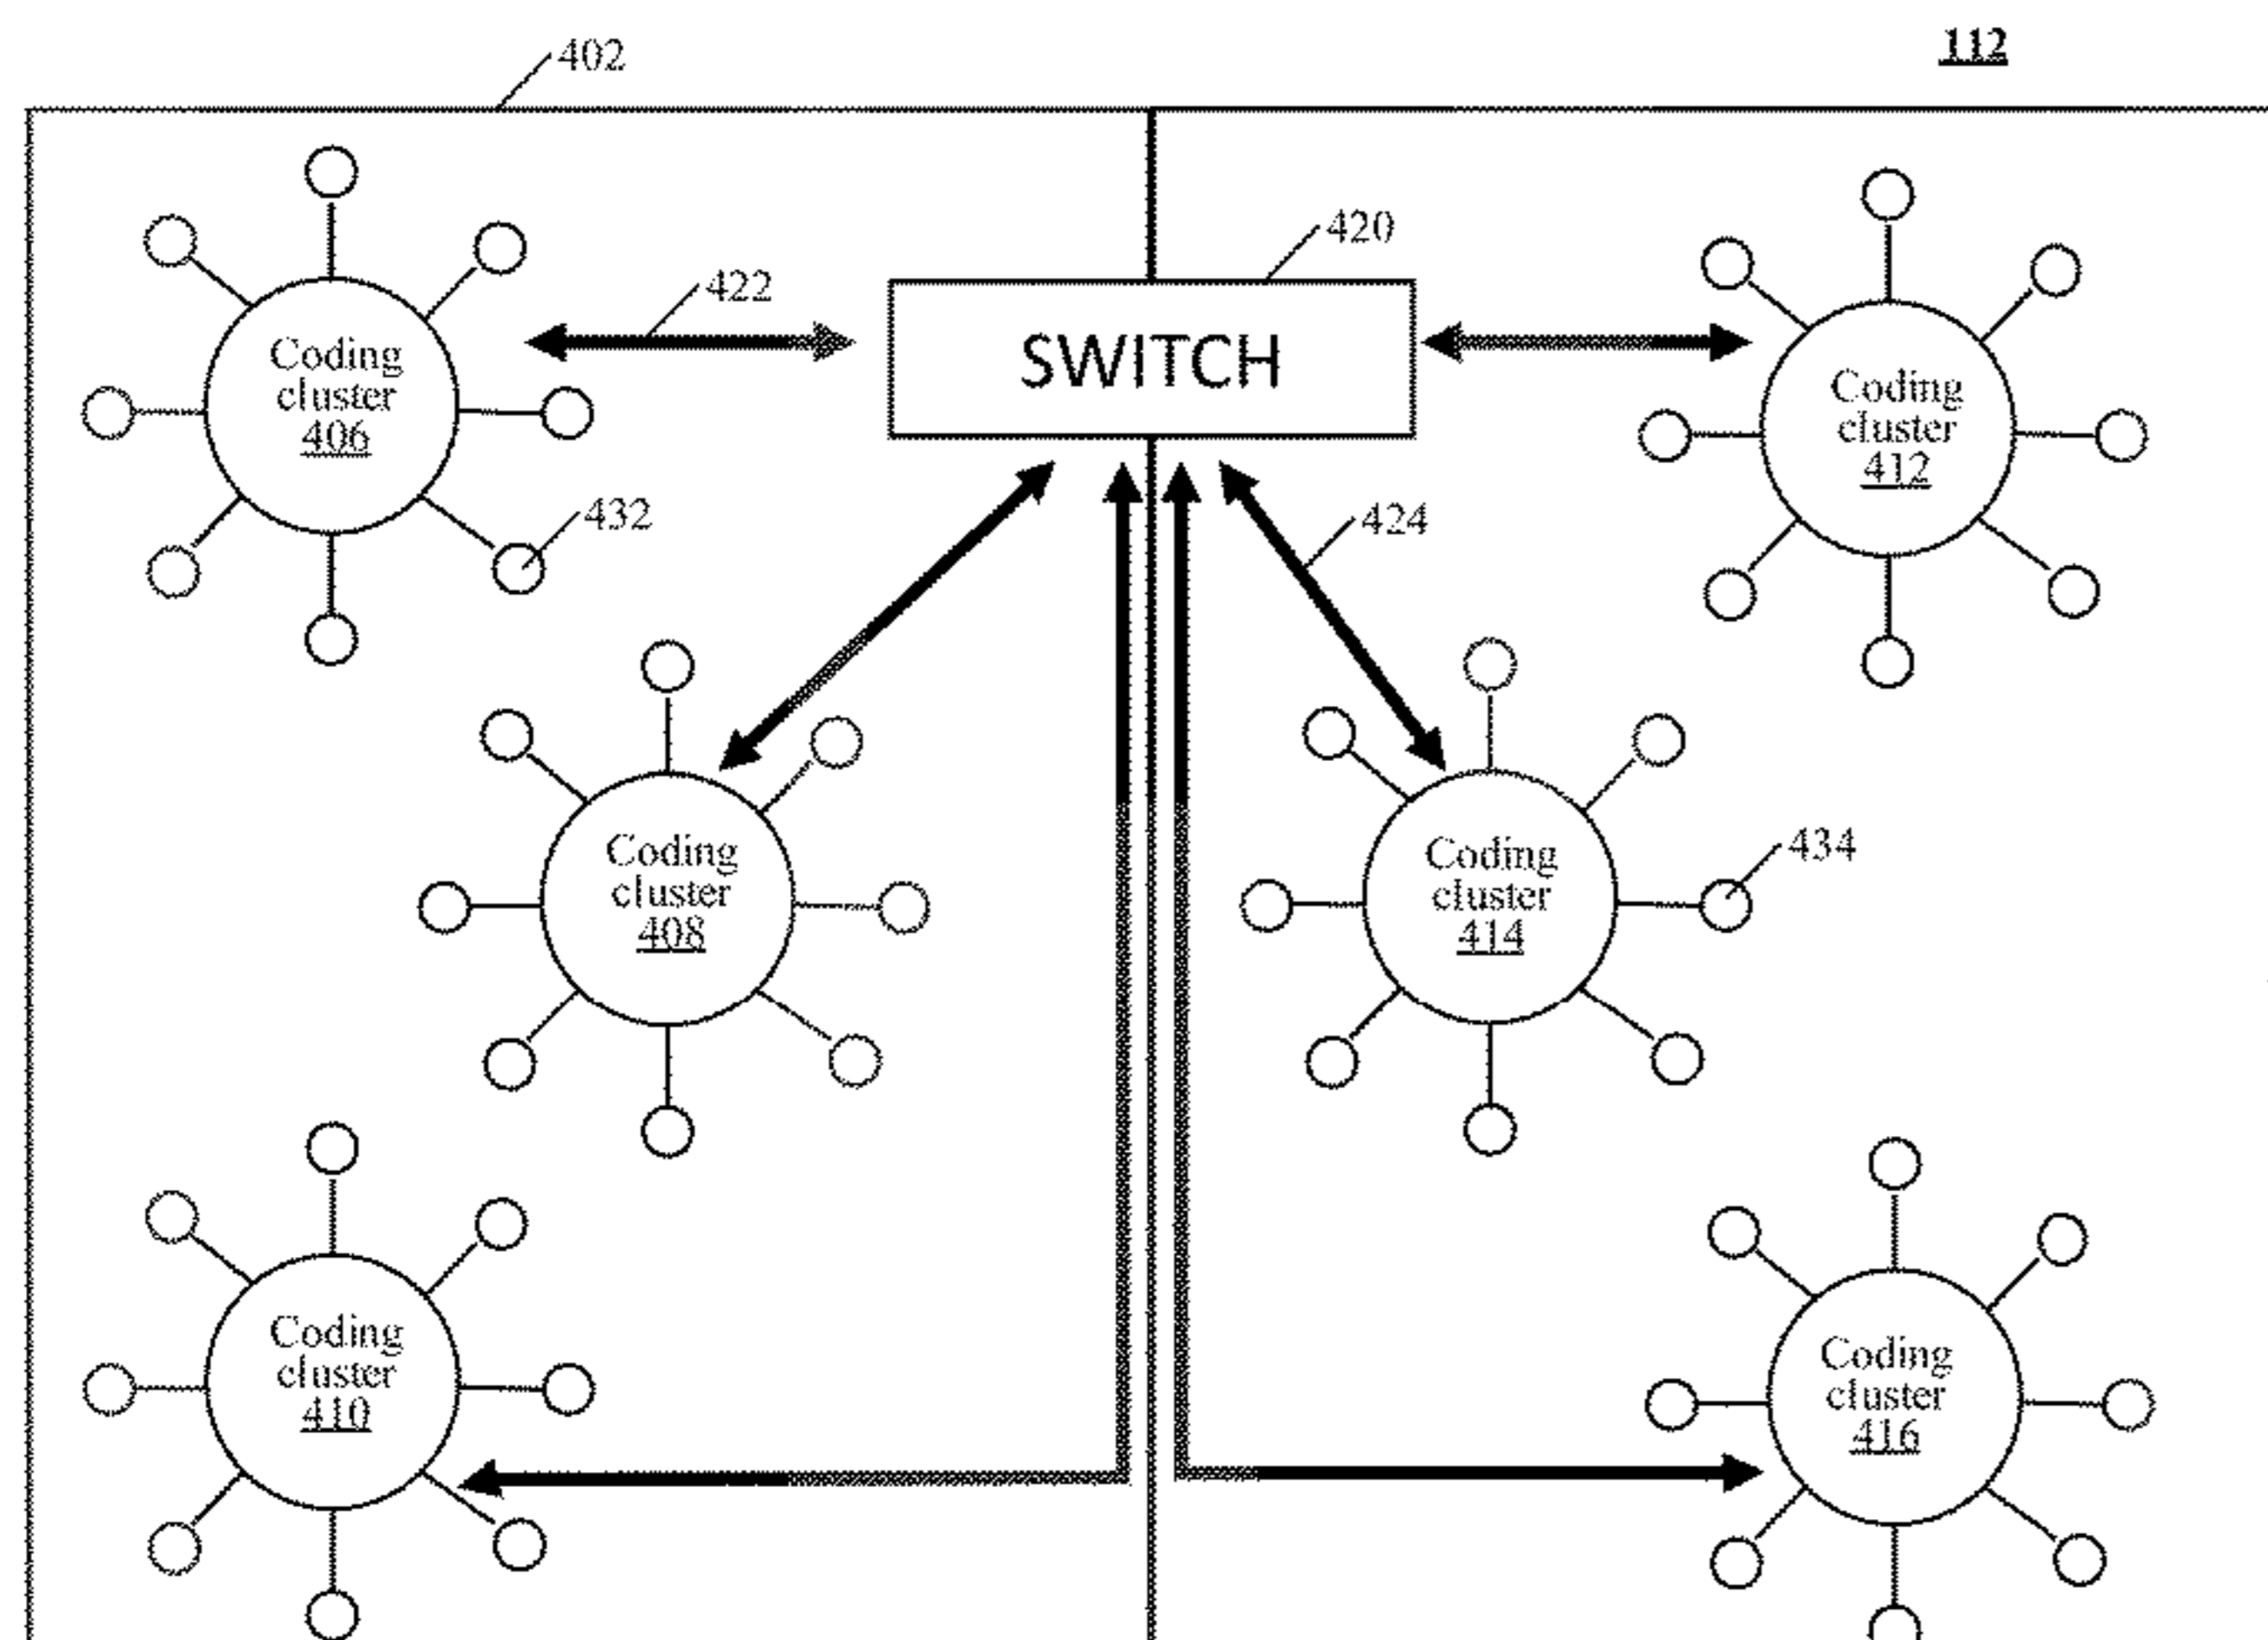 112
402
420
422
SWITCH
Coding
cluster
406
Coding
cluster
412
432
424
Coding
cluster
408
Coding
cluster
414
434
Coding
cluster
410
Coding
cluster
416